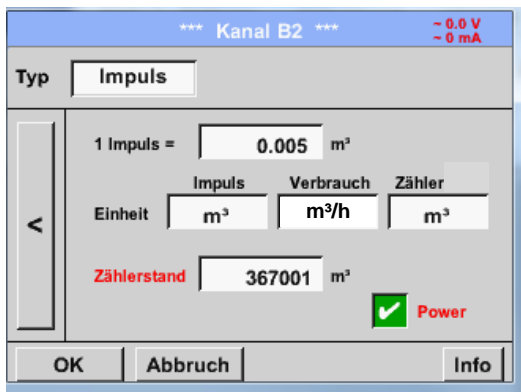 *** Kanal B2 ***
~ 0.0 V
~ 0 mA
Typ Impuls
1 Impuls = 0.005 m³
Impuls Verbrauch Zähler
Einheit m³ m³/h m³
<
Zählerstand 367001 m³
Power
OK Abbruch Info